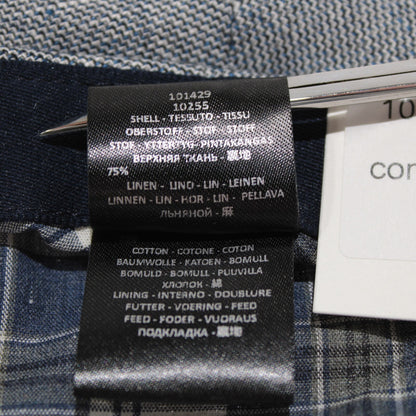 101429
10255
SHELL - TESSUTO - TISSU
OBERSTOFF - STOF - STOFF
STOF - YTTERTYG - PINTAKANGAS
ВЕРХНЯЯ ТКАНЬ - 裏地
75%
LINEN - LINO - LIN - LEINEN
LINNEN - LIN - HOR - LIN - PELLAVA
ЛЬНЯНОЙ - 麻
COTTON - COTONE - COTON
BAUMWOLLE - KATOEN - BOMULL
BOMULD - BOMULL - PUUVILLA
ХЛОПОК - 綿
LINING - INTERNO - DOUBLURE
FUTTER - VOERING - FEED
FEED - FODER - VUORAUS
ПОДКЛАДКА - 裏地
10
con